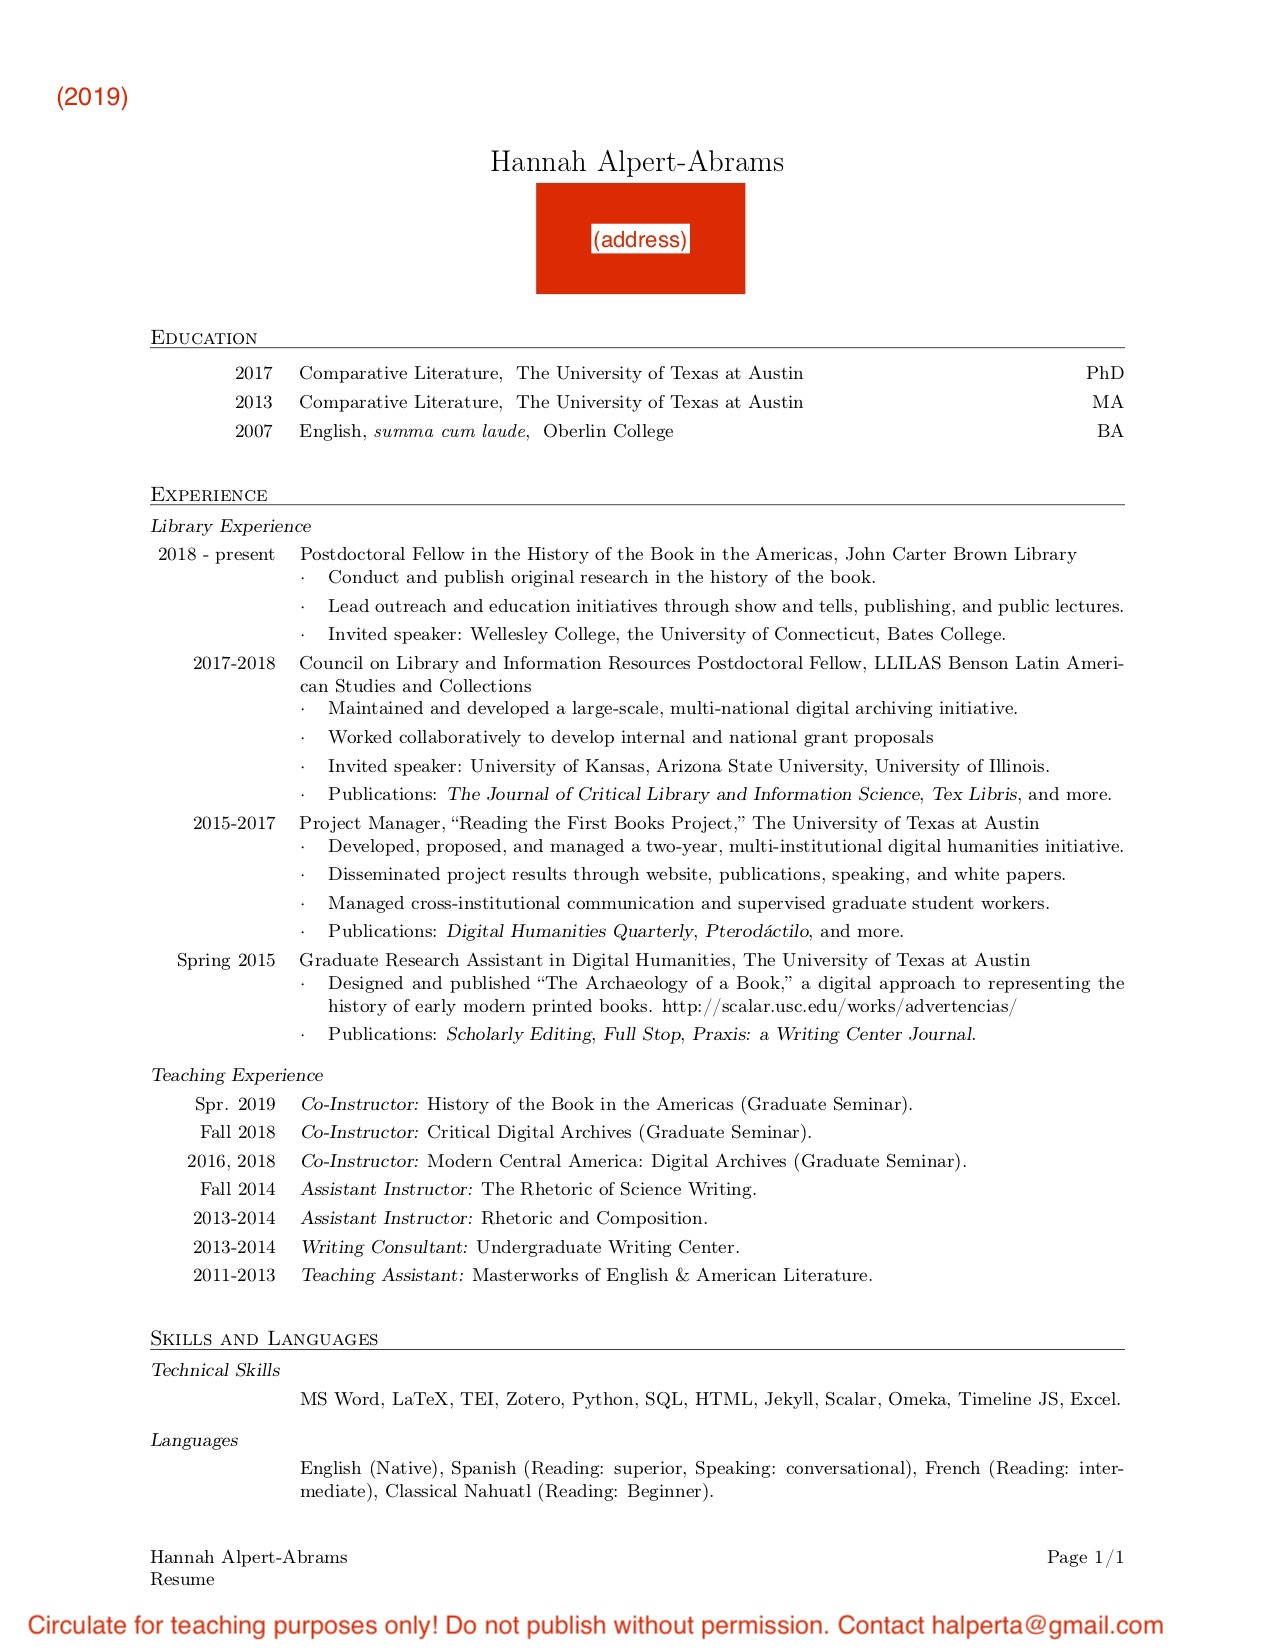 (2019)
Hannah Alpert-Abrams
(address)
Education
2017 Comparative Literature, The University of Texas at Austin PhD
2013 Comparative Literature, The University of Texas at Austin MA
2007 English, summa cum laude, Oberlin College BA
Experience
Library Experience
2018 - present Postdoctoral Fellow in the History of the Book in the Americas, John Carter Brown Library
· Conduct and publish original research in the history of the book.
· Lead outreach and education initiatives through show and tells, publishing, and public lectures.
· Invited speaker: Wellesley College, the University of Connecticut, Bates College.
2017-2018 Council on Library and Information Resources Postdoctoral Fellow, LLILAS Benson Latin Ameri-
can Studies and Collections
· Maintained and developed a large-scale, multi-national digital archiving initiative.
· Worked collaboratively to develop internal and national grant proposals
· Invited speaker: University of Kansas, Arizona State University, University of Illinois.
· Publications: The Journal of Critical Library and Information Science, Tex Libris, and more.
2015-2017 Project Manager, “Reading the First Books Project,” The University of Texas at Austin
· Developed, proposed, and managed a two-year, multi-institutional digital humanities initiative.
· Disseminated project results through website, publications, speaking, and white papers.
· Managed cross-institutional communication and supervised graduate student workers.
· Publications: Digital Humanities Quarterly, Pterodáctilo, and more.
Spring 2015 Graduate Research Assistant in Digital Humanities, The University of Texas at Austin
· Designed and published “The Archaeology of a Book,” a digital approach to representing the
history of early modern printed books. http://scalar.usc.edu/works/advertencias/
· Publications: Scholarly Editing, Full Stop, Praxis: a Writing Center Journal.
Teaching Experience
Spr. 2019 Co-Instructor: History of the Book in the Americas (Graduate Seminar).
Fall 2018 Co-Instructor: Critical Digital Archives (Graduate Seminar).
2016, 2018 Co-Instructor: Modern Central America: Digital Archives (Graduate Seminar).
Fall 2014 Assistant Instructor: The Rhetoric of Science Writing.
2013-2014 Assistant Instructor: Rhetoric and Composition.
2013-2014 Writing Consultant: Undergraduate Writing Center.
2011-2013 Teaching Assistant: Masterworks of English & American Literature.
Skills and Languages
Technical Skills
MS Word, LaTeX, TEI, Zotero, Python, SQL, HTML, Jekyll, Scalar, Omeka, Timeline JS, Excel.
Languages
English (Native), Spanish (Reading: superior, Speaking: conversational), French (Reading: inter-
mediate), Classical Nahuatl (Reading: Beginner).
Hannah Alpert-Abrams Page 1/1
Resume
Circulate for teaching purposes only! Do not publish without permission. Contact halperta@gmail.com